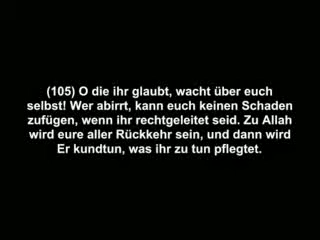 (105) O die ihr glaubt, wacht über euch
selbst! Wer abirrt, kann euch keinen Schaden
zufügen, wenn ihr rechtgeleitet seid. Zu Allah
wird eure aller Rückkehr sein, und dann wird
Er kundtun, was ihr zu tun pflegtet.